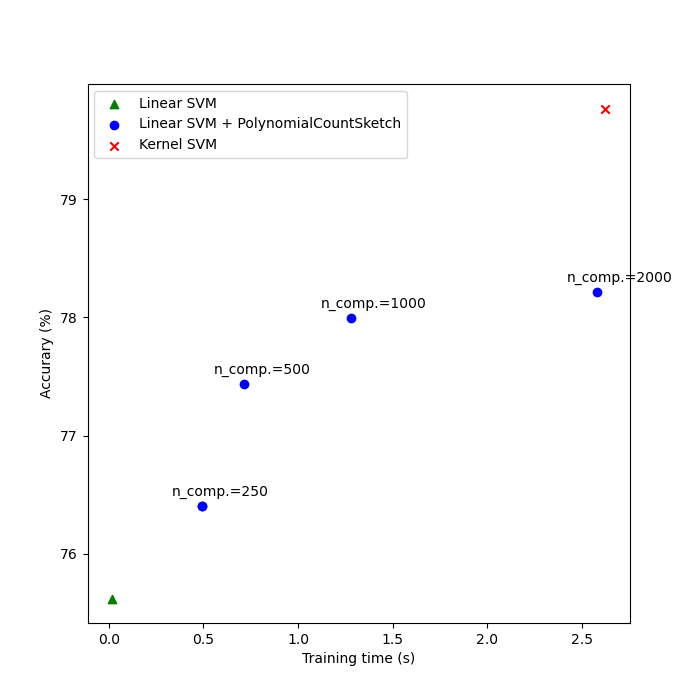 Linear SVM
Linear SVM + PolynomialCountSketch
Kernel SVM
79
n_comp.=2000
n_comp.=1000
78
n_comp.=500
77
n_comp.=250
76
Accurary (%)
0.0 0.5 1.0 1.5 2.0 2.5
Training time (s)